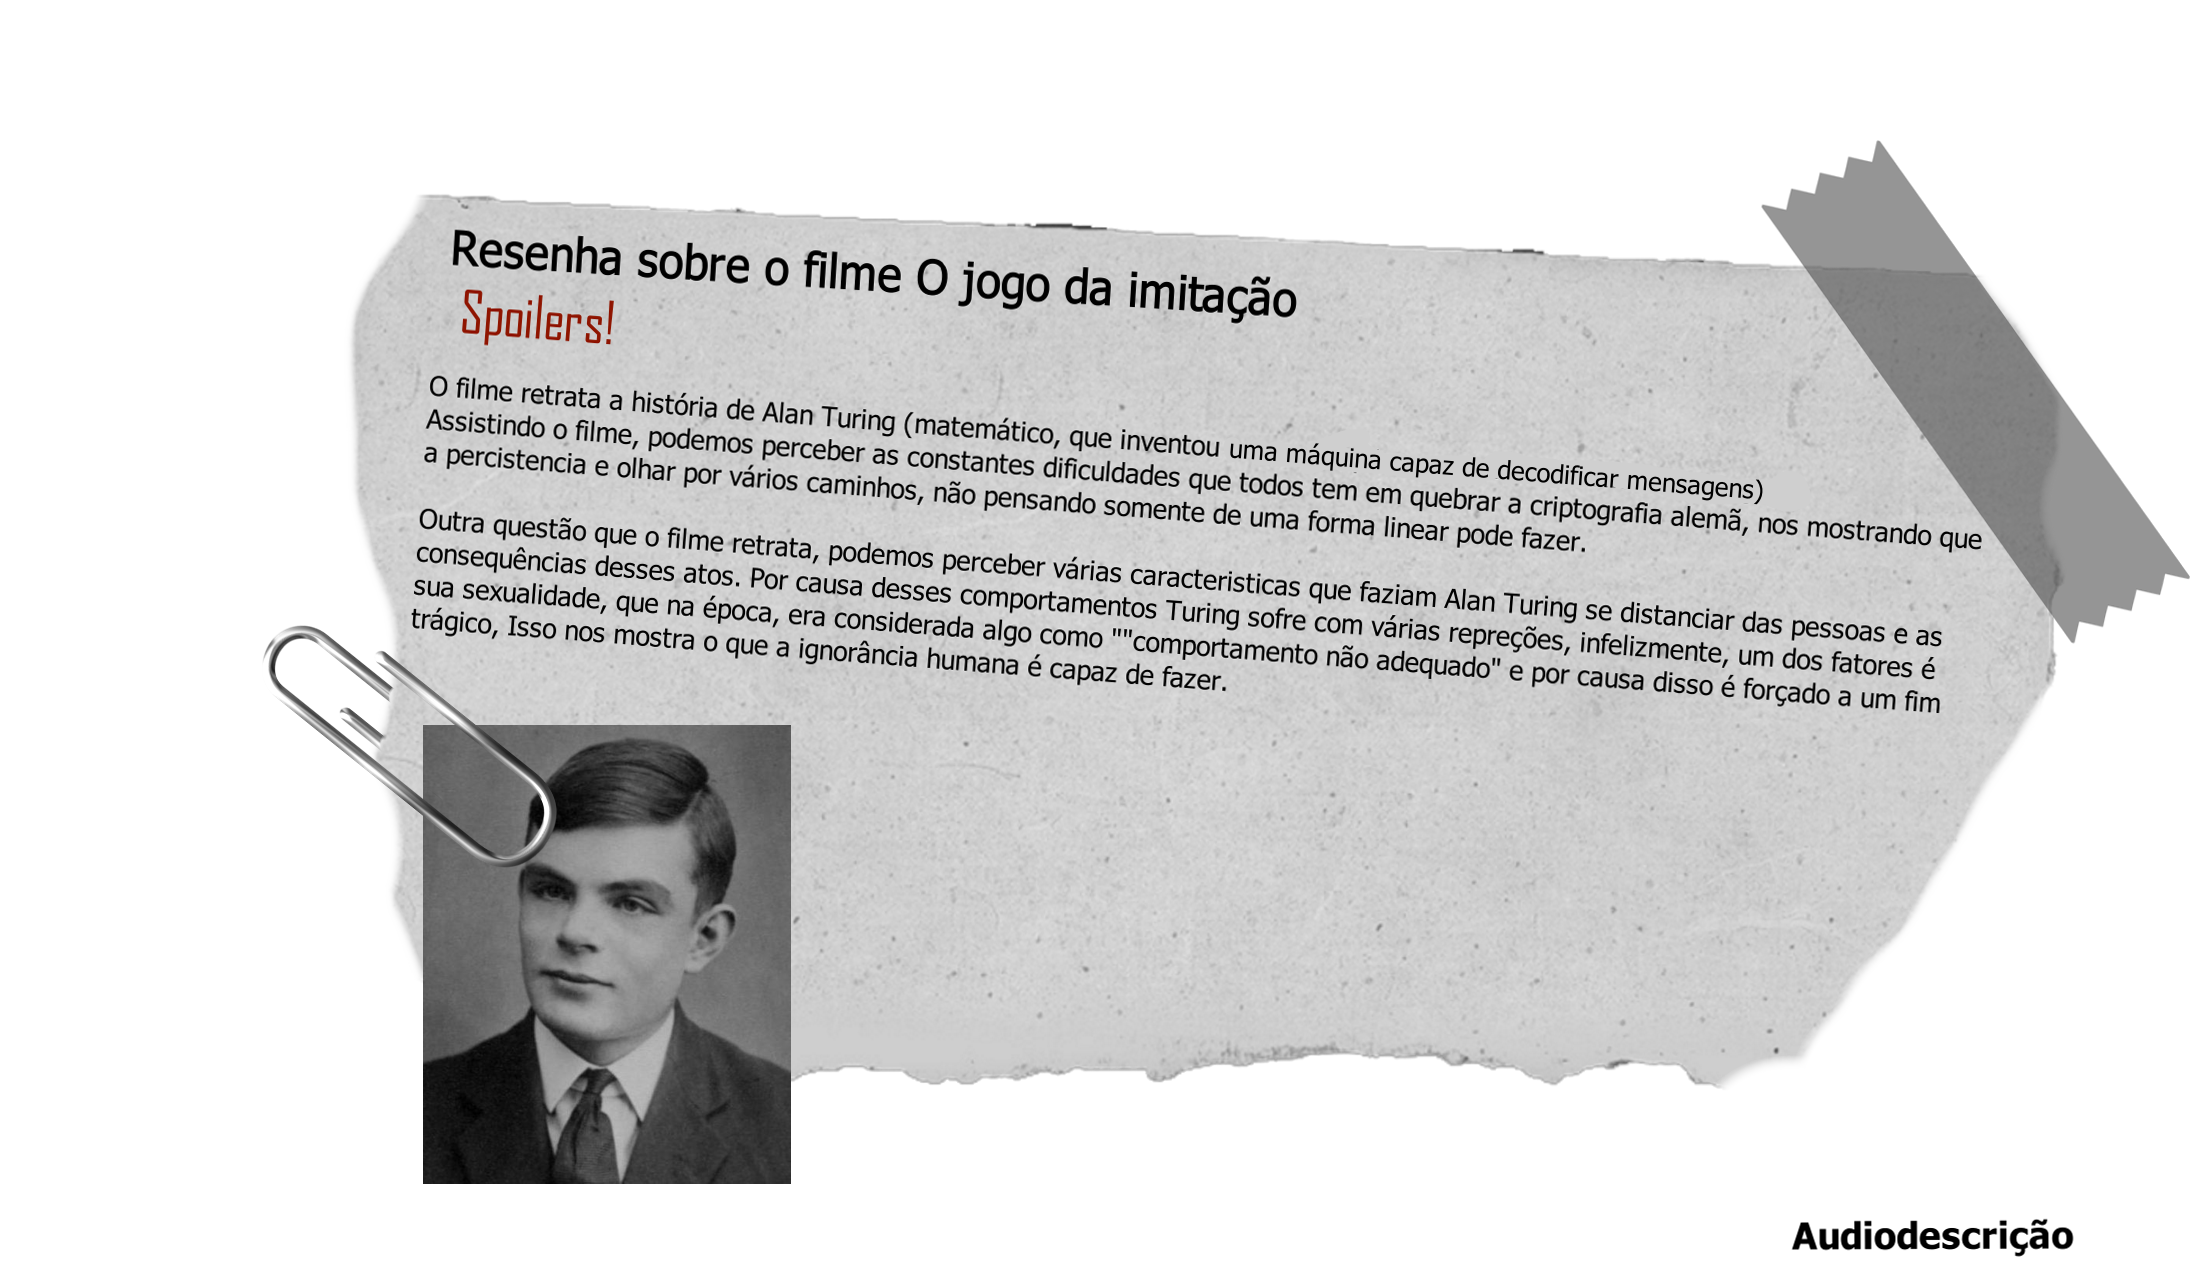 Resenha sobre o filme O jogo da imitação
Spoilers!
O filme retrata a história de Alan Turing (matemático, que inventou uma máquina capaz de decodificar mensagens)
Assistindo o filme, podemos perceber as constantes dificuldades que todos tem em quebrar a criptografia alemã, nos mostrando que
a percistencia e olhar por vários caminhos, não pensando somente de uma forma linear pode fazer.
Outra questão que o filme retrata, podemos perceber várias caracteristicas que faziam Alan Turing se distanciar das pessoas e as
consequências desses atos. Por causa desses comportamentos Turing sofre com várias repreções, infelizmente, um dos fatores é
sua sexualidade, que na época, era considerada algo como ""comportamento não adequado" e por causa disso é forçado a um fim
trágico, Isso nos mostra o que a ignorância humana é capaz de fazer.
Audiodescrição